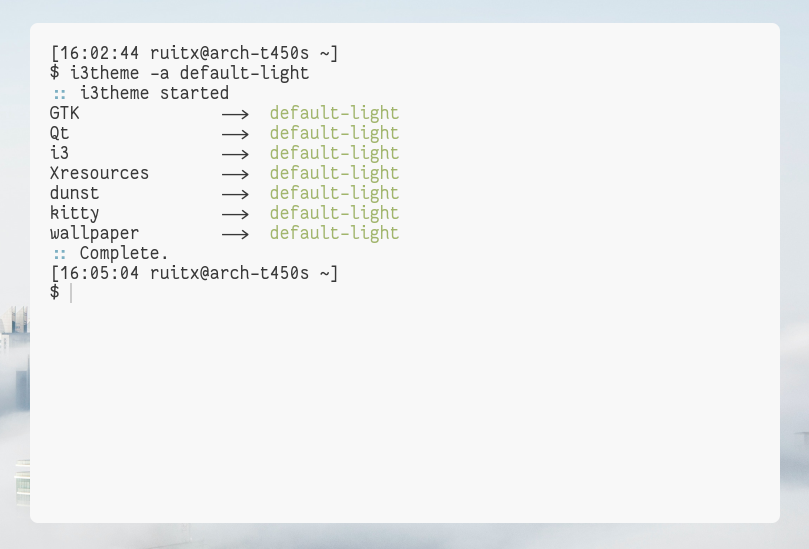 [16:02:44 ruitx@arch-t450s ~]
$ i3theme -a default-light
:: i3theme started
GTK ⟶ default-light
Qt ⟶ default-light
i3 ⟶ default-light
Xresources ⟶ default-light
dunst ⟶ default-light
kitty ⟶ default-light
wallpaper ⟶ default-light
:: Complete.
[16:05:04 ruitx@arch-t450s ~]
$